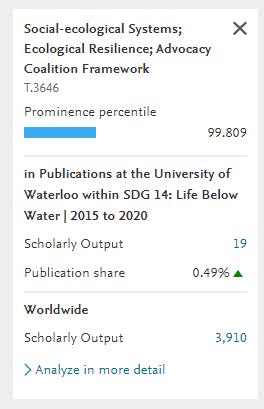 Social-ecological Systems;
Ecological Resilience; Advocacy
Coalition Framework
T.3646
Prominence percentile
99.809
in Publications at the University of
Waterloo within SDG 14: Life Below
Water | 2015 to 2020
Scholarly Output 19
Publication share 0.49%
Worldwide
Scholarly Output 3,910
Analyze in more detail